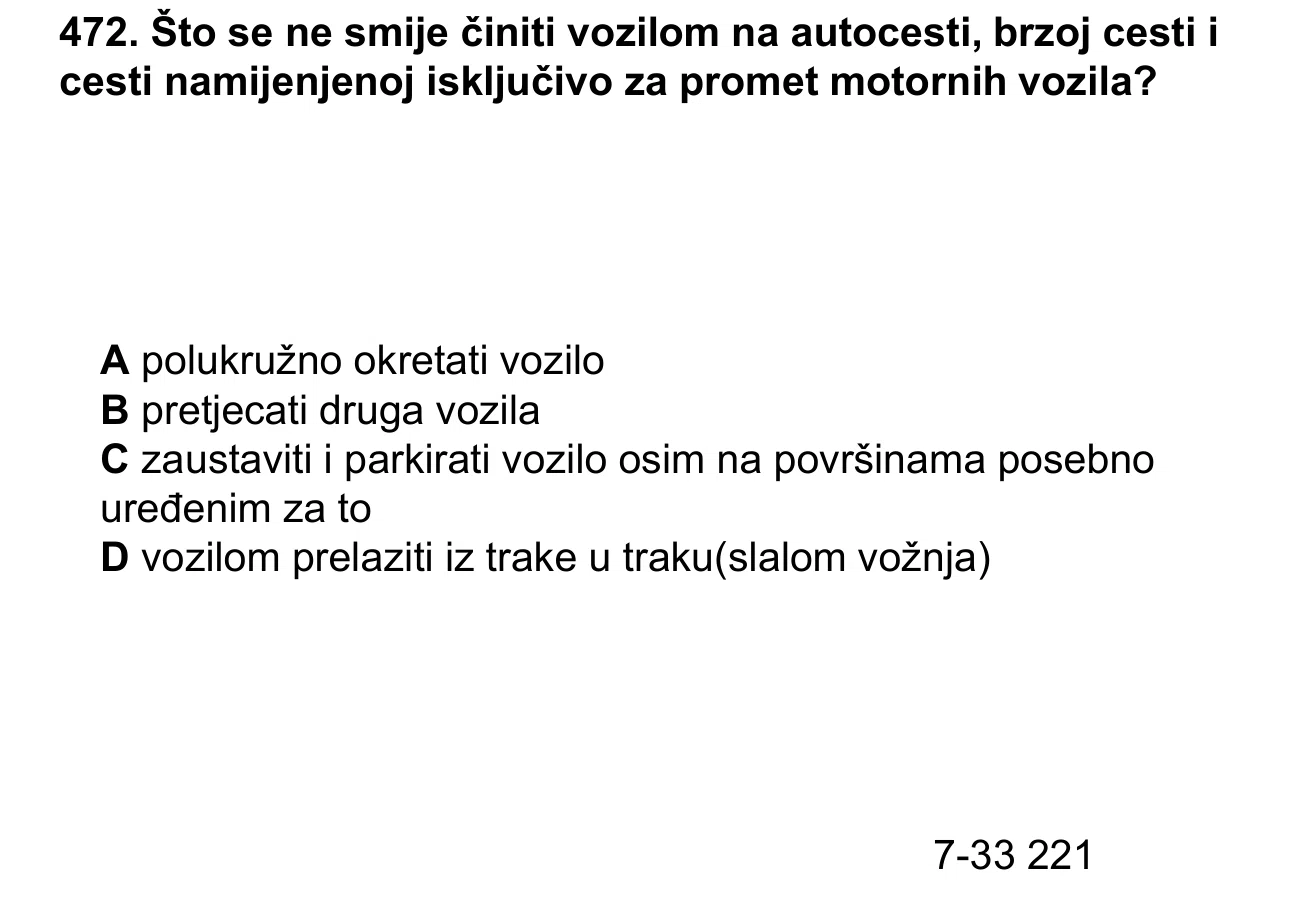 472. Što se ne smije činiti vozilom na autocesti, brzoj cesti i
cesti namijenjenoj isključivo za promet motornih vozila?
A polukružno okretati vozilo
B pretjecati druga vozila
C zaustaviti i parkirati vozilo osim na površinama posebno
uređenim za to
D vozilom prelaziti iz trake u traku(slalom vožnja)
7-33 221